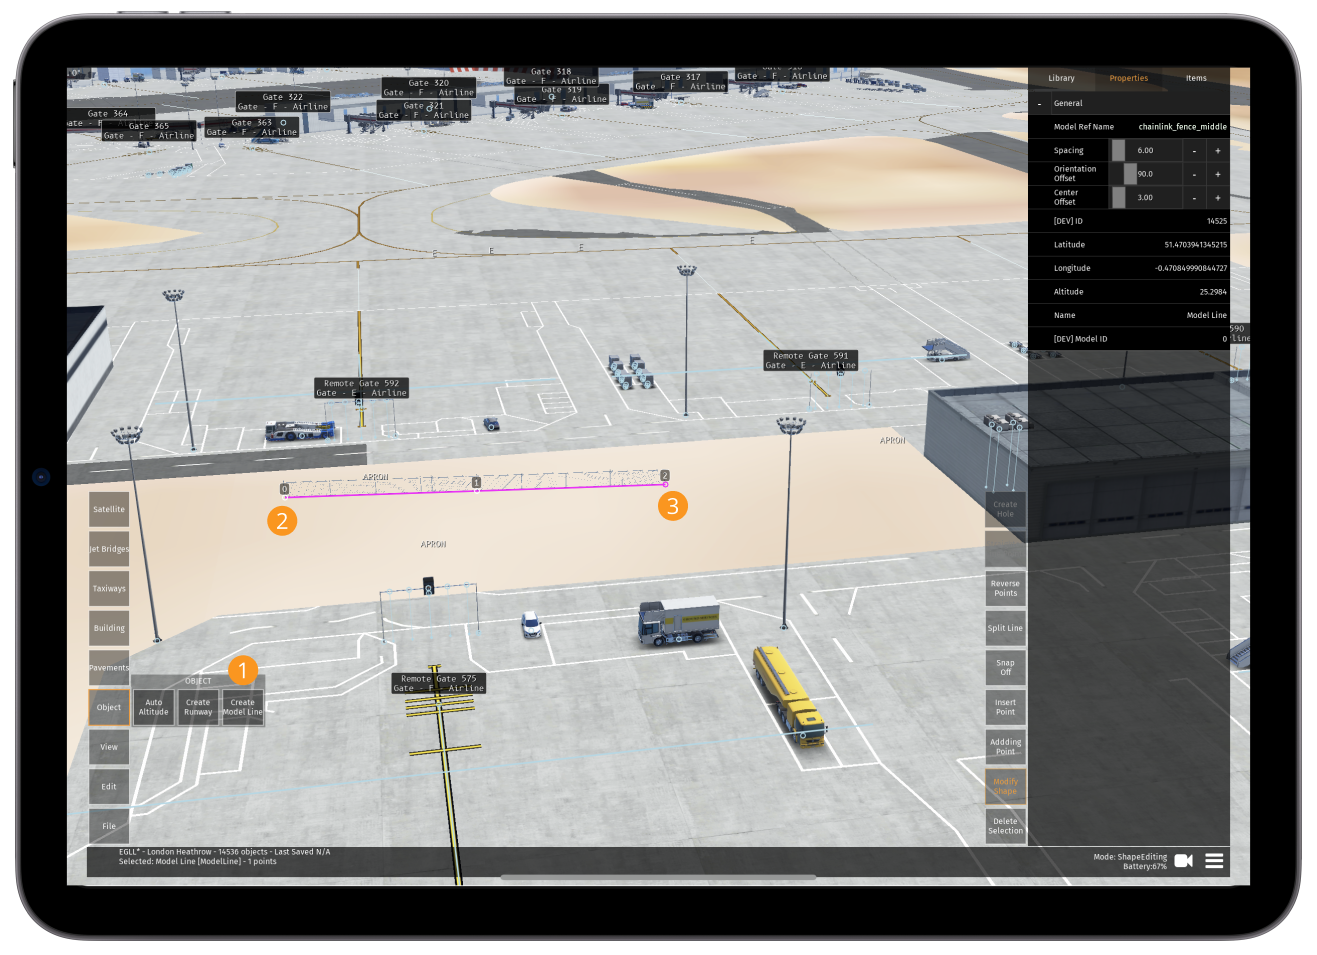 0°
Gate 318
Gate - F - Airline
Gate 317
Gate - F - Airline
Gate - F - Airline
Gate 320
Gate - F - Airline
Gate 319
Gate - F - Airline
Gate 322
Gate - F - Airline
Gate 321
Gate - F - Airline
Gate 364
Gate 365
Gate - F - Airline
Gate 363
Gate - F - Airline
E
E
E
E
Remote Gate 591
Gate - E - Airline
Remote Gate 592
Gate - E - Airline
590
line
APRON
APRON
APRON
0
1
2
2
3
1
Remote Gate 575
Gate - F - Airline
Library
Properties
Items
-
General
Model Ref Name
chainlink_fence_middle
Spacing
6.00
-
+
Orientation
Offset
90.0
-
+
Center
Offset
3.00
-
+
[DEV] ID
14525
Latitude
51.4703941345215
Longitude
-0.470849990844727
Altitude
25.2984
Name
Model Line
[DEV] Model ID
0
Satellite
Jet Bridges
Taxiways
Building
Pavements
Object
View
Edit
File
OBJECT
Auto
Altitude
Create
Runway
Create
Model Line
Create
Hole
Reverse
Points
Split Line
Snap
Off
Insert
Point
Addding
Point
Modify
Shape
Delete
Selection
EGLL* - London Heathrow - 14536 objects - Last Saved N/A
Selected: Model Line [ModelLine] - 1 points
Mode: ShapeEditing
Battery:67%